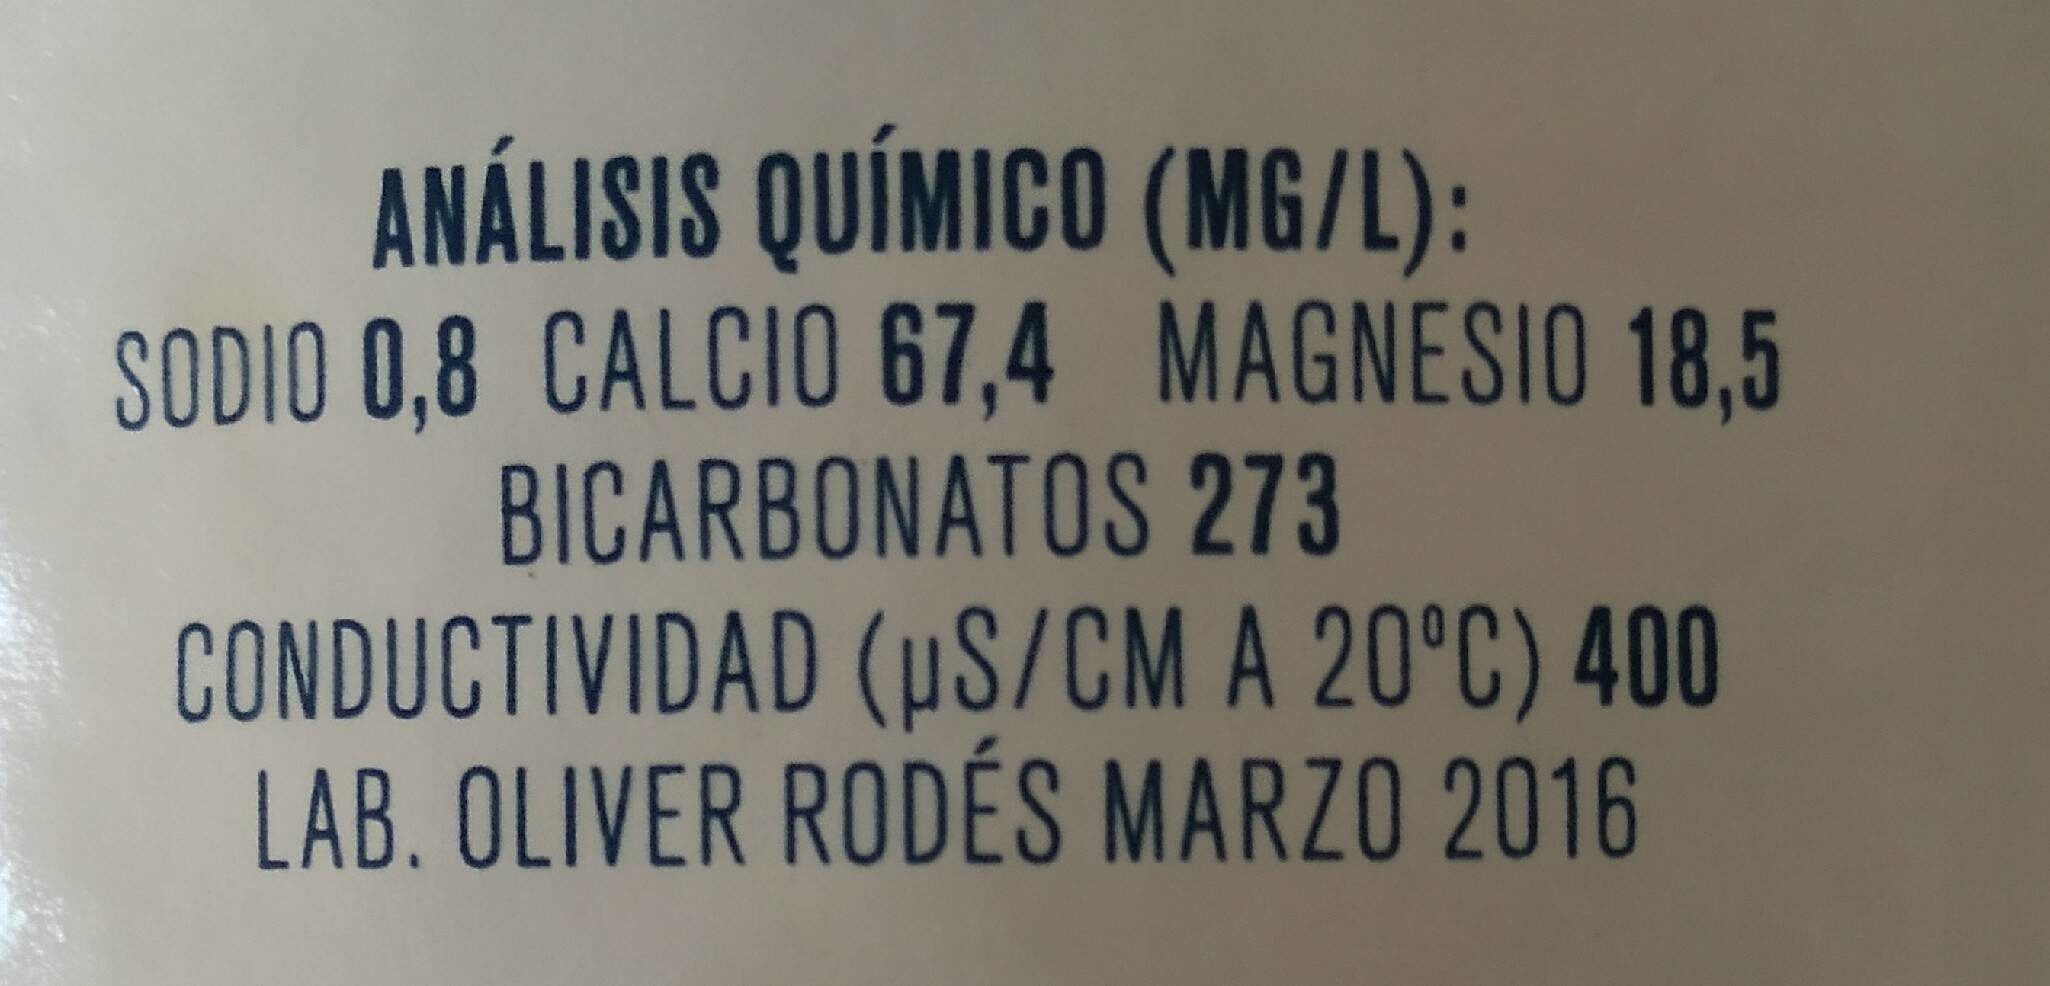 ANÁLISIS QUÍMICO (MG/L):
SODIO 0,8 CALCIO 67,4 MAGNESIO 18,5
BICARBONATOS 273
CONDUCTIVIDAD (µS/CM A 20ºC) 400
LAB. OLIVER RODÉS MARZO 2016